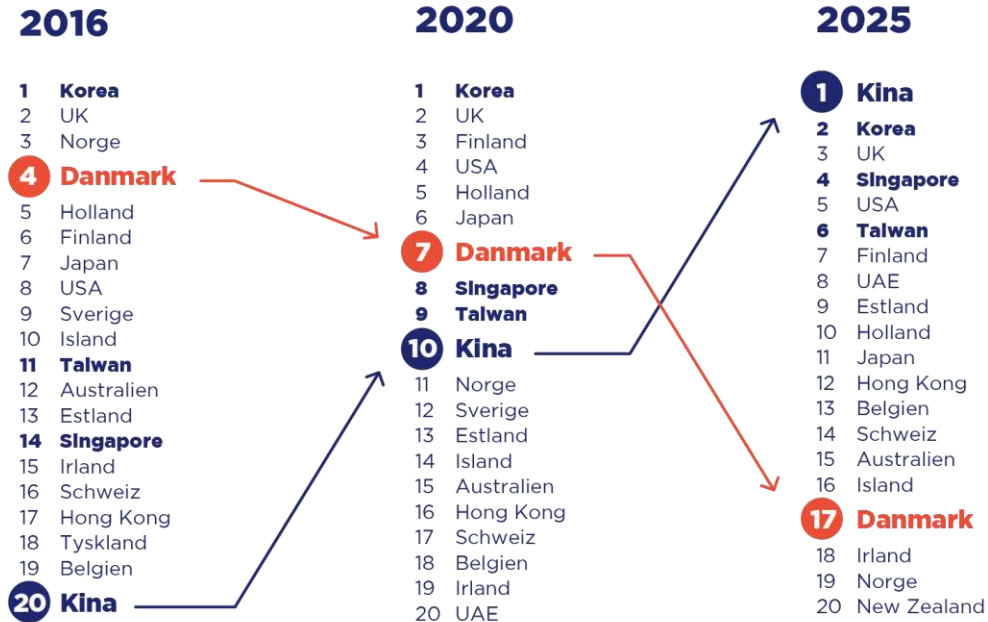 2016
1 Korea
2 UK
3 Norge
4 Danmark
5 Holland
6 Finland
7 Japan
8 USA
9 Sverige
10 Island
11 Taiwan
12 Australien
13 Estland
14 Singapore
15 Irland
16 Schweiz
17 Hong Kong
18 Tyskland
19 Belgien
20 Kina
2020
1 Korea
2 UK
3 Finland
4 USA
5 Holland
6 Japan
7 Danmark
8 Singapore
9 Taiwan
10 Kina
11 Norge
12 Sverige
13 Estland
14 Island
15 Australien
16 Hong Kong
17 Schweiz
18 Belgien
19 Irland
20 UAE
2025
1 Kina
2 Korea
3 UK
4 Singapore
5 USA
6 Taiwan
7 Finland
8 UAE
9 Estland
10 Holland
11 Japan
12 Hong Kong
13 Belgien
14 Schweiz
15 Australien
16 Island
17 Danmark
18 Irland
19 Norge
20 New Zealand